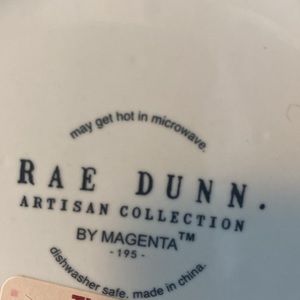 may get hot in microwave.
RAE DUNN.
ARTISAN COLLECTION
BY MAGENTA™
- 195 -
dishwasher safe. made in china.